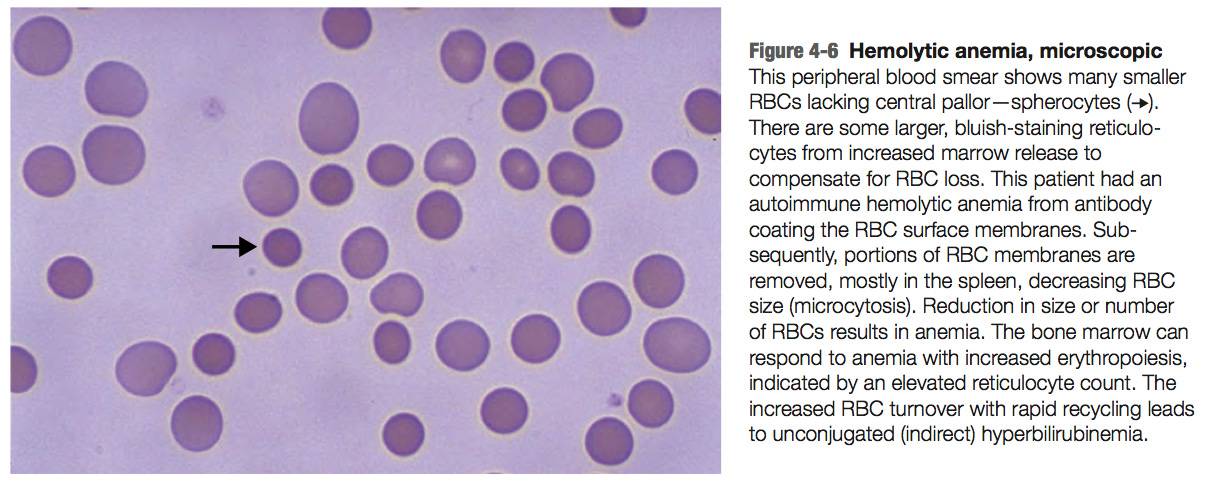 Figure 4-6 Hemolytic anemia, microscopic
This peripheral blood smear shows many smaller
RBCs lacking central pallor—spherocytes (→).
There are some larger, bluish-staining reticulo-
cytes from increased marrow release to
compensate for RBC loss. This patient had an
autoimmune hemolytic anemia from antibody
coating the RBC surface membranes. Sub-
sequently, portions of RBC membranes are
removed, mostly in the spleen, decreasing RBC
size (microcytosis). Reduction in size or number
of RBCs results in anemia. The bone marrow can
respond to anemia with increased erythropoiesis,
indicated by an elevated reticulocyte count. The
increased RBC turnover with rapid recycling leads
to unconjugated (indirect) hyperbilirubinemia.